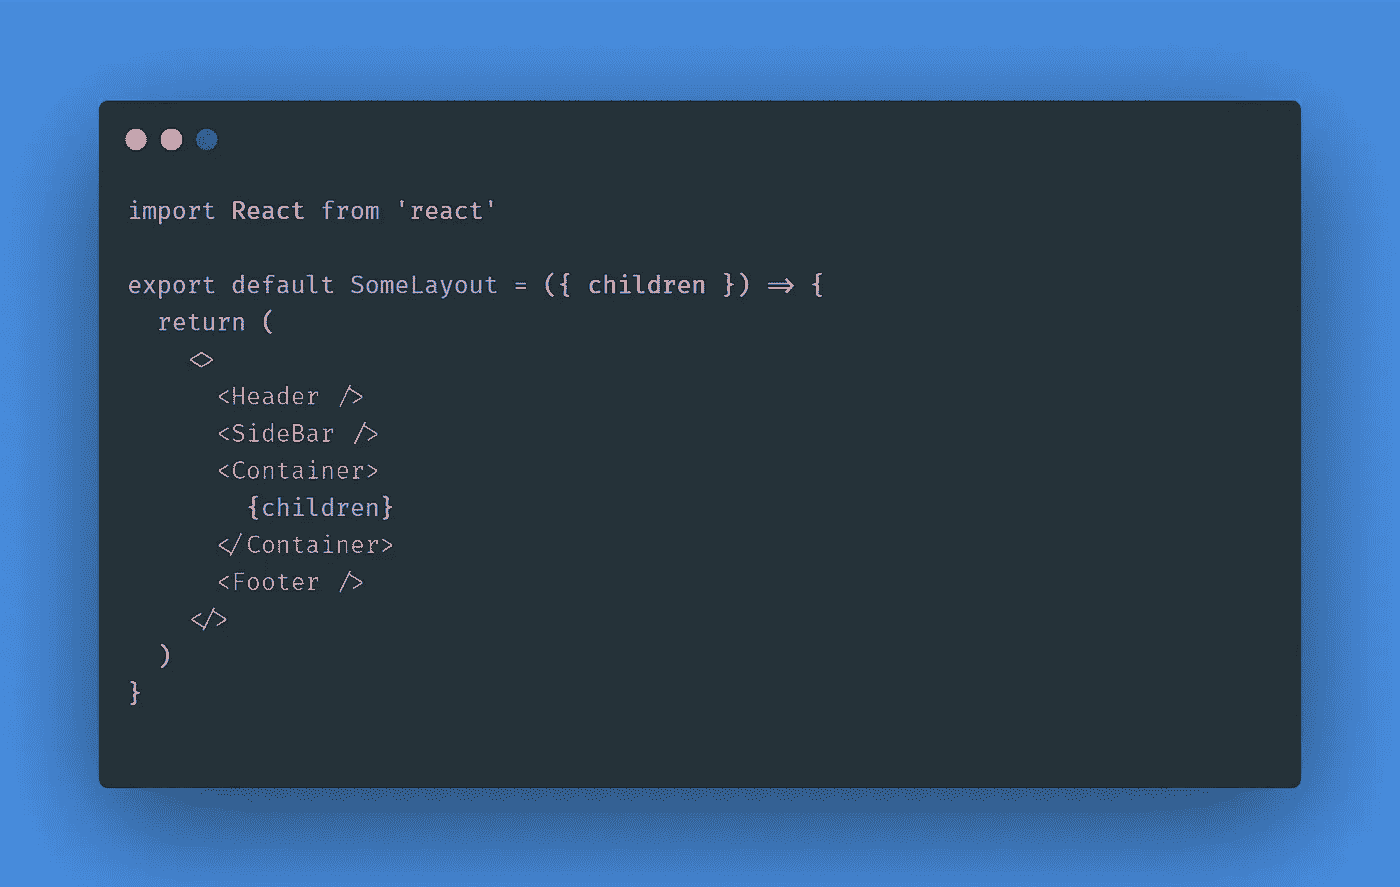 import React from 'react'
export default SomeLayout = ({ children }) => {
return (
<>
<Header />
<SideBar />
<Container>
{children}
</Container>
<Footer />
</>
)
}